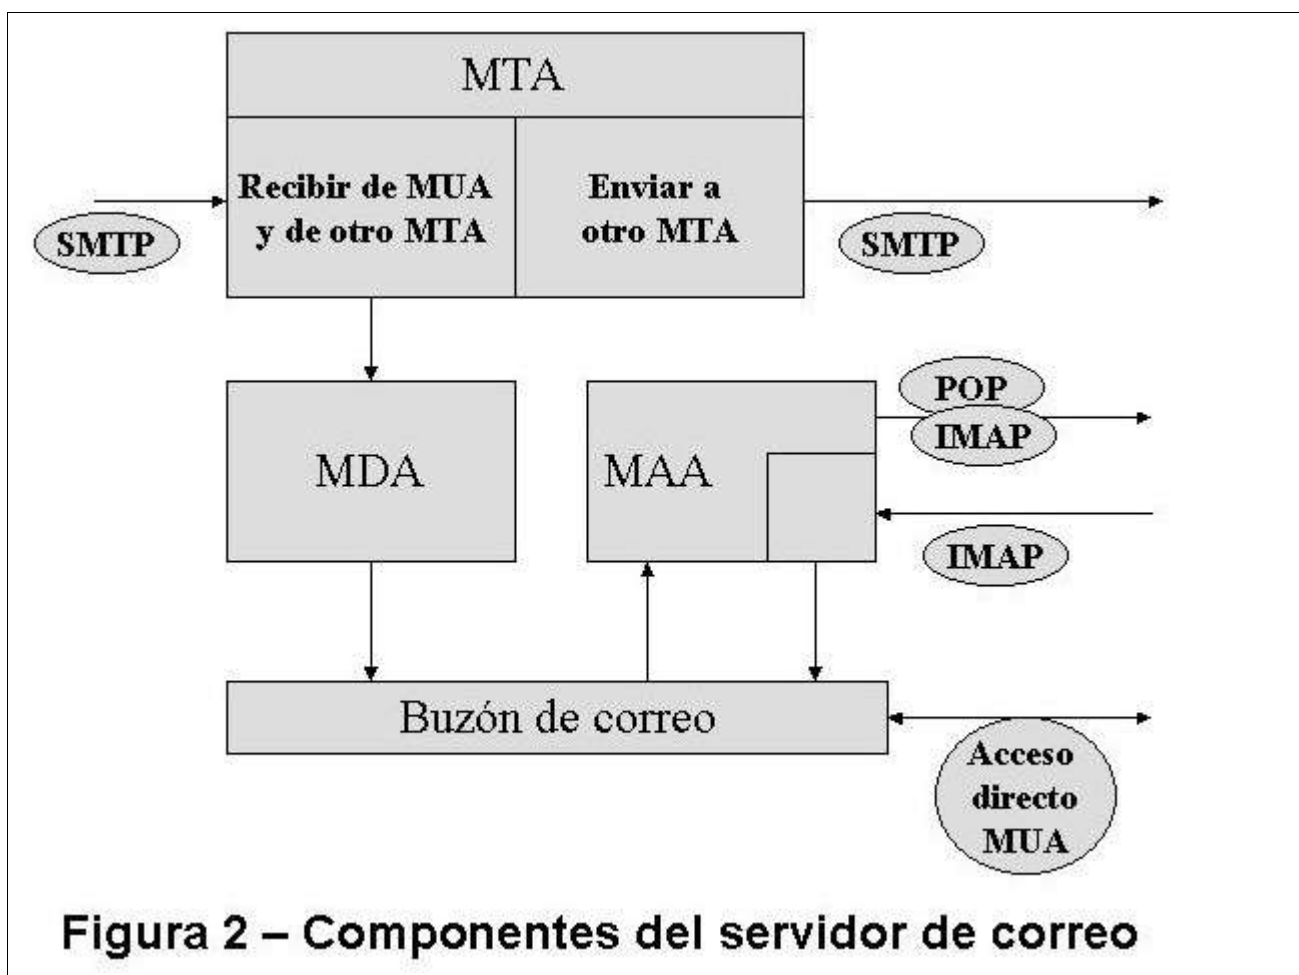 MTA
Recibir de MUA
y de otro MTA
Enviar a
otro MTA
SMTP
SMTP
MDA
MAA
POP
IMAP
IMAP
Buzón de correo
Acceso
directo
MUA
Figura 2 – Componentes del servidor de correo